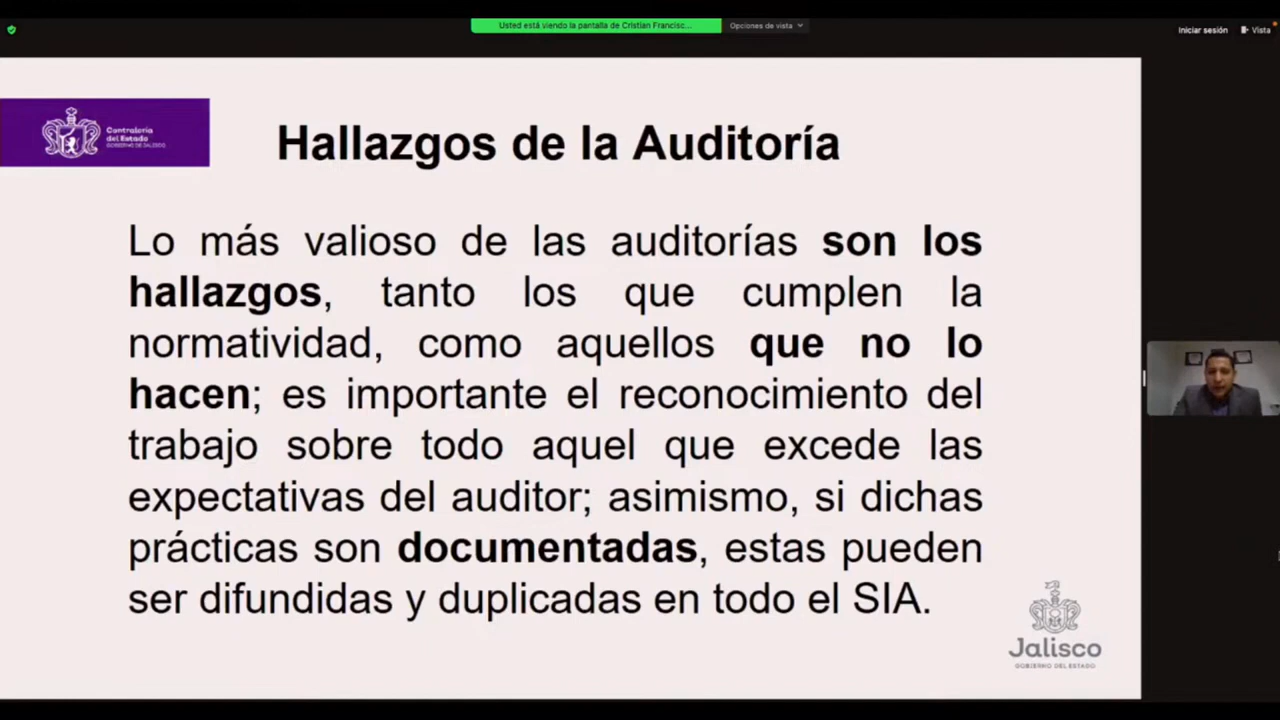 Usted está viendo la pantalla de Cristian Francisc...
Opciones de vista
Iniciar sesión
Vista
Contraloría
del Estado
GOBIERNO DE JALISCO
Hallazgos de la Auditoría
Lo más valioso de las auditorías son los
hallazgos, tanto los que cumplen la
normatividad, como aquellos que no lo
hacen; es importante el reconocimiento del
trabajo sobre todo aquel que excede las
expectativas del auditor; asimismo, si dichas
prácticas son documentadas, estas pueden
ser difundidas y duplicadas en todo el SIA.
Jalisco
GOBIERNO DEL ESTADO